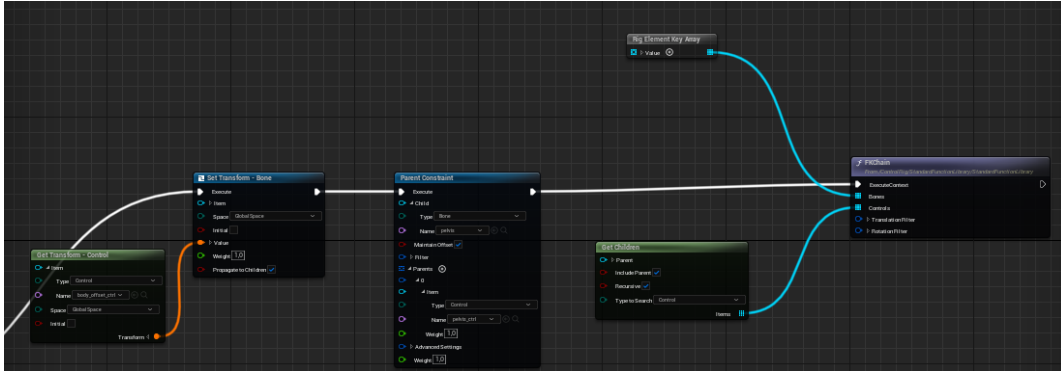 Rig Element Key Array
Value
FKChain
ExecuteContext
Bones
Controls
Translation Filter
Rotation Filter
Set Transform - Bone
Execute
Item
Space Global Space
Initial
Value
Weight 1,0
Propagate to Children
Parent Constraint
Execute
Child
Type Bone
Name pelvis
Maintain Offset
Filter
Parents
0
Item
Type Control
Name pelvis_ctrl
Weight 1,0
Advanced Settings
Weight 1,0
Get Transform - Control
Item
Type Control
Name body_offset_ctrl
Space Global Space
Initial
Transform
Get Children
Parent
Include Parent
Recursive
Type to Search Control
Items